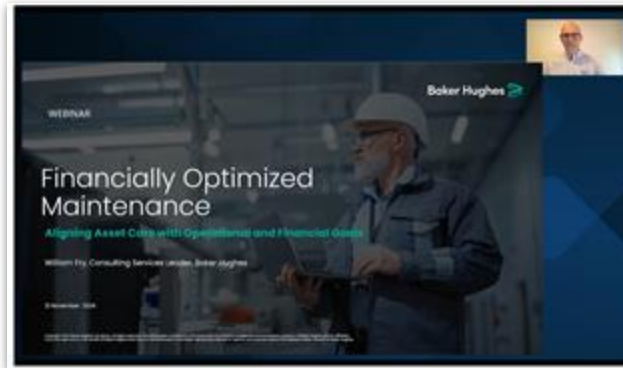 Baker Hughes
WEBINAR
Financially Optimized
Maintenance
Aligning Asset Care with Operational and Financial Goals
William Fry, Consulting Services Leader, Baker Hughes
November